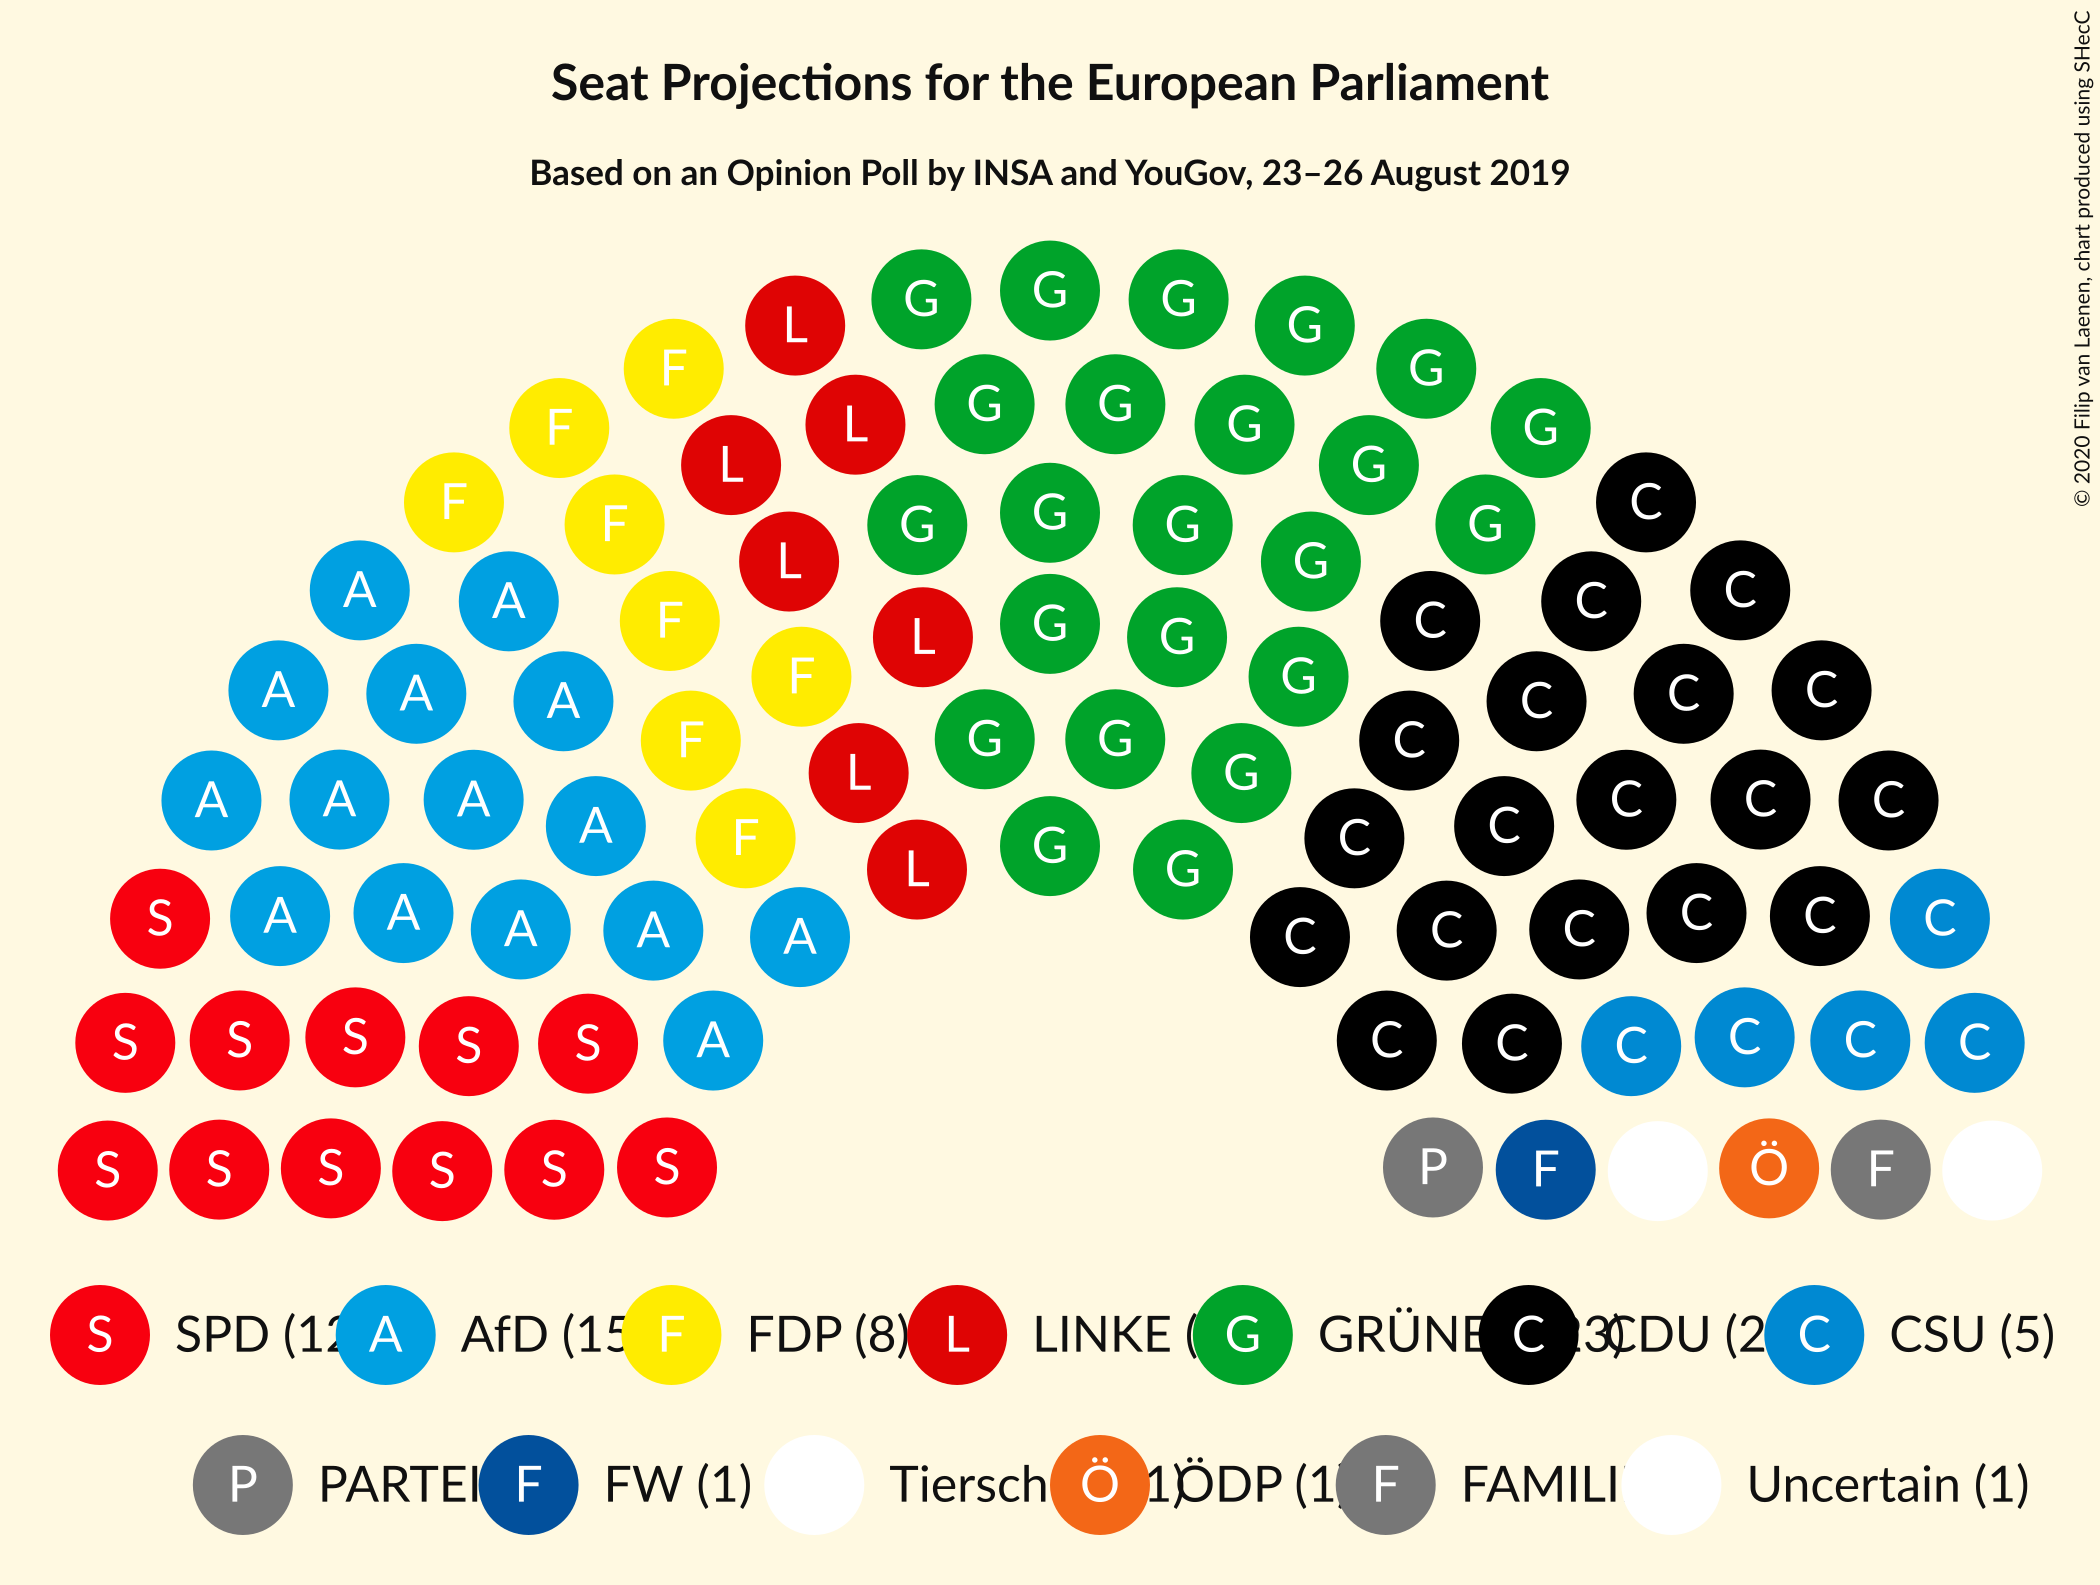 Seat Projections for the European Parliament
Based on an Opinion Poll by INSA and YouGov, 23–26 August 2019
© 2020 Filip van Laenen, chart produced using SHecC
G G G G G G L F F F C C A A A A S C C C C S S C C
G G G G G L L F F A A A A S S C C C C C C C
G G G G L F A A A S S C C C C C
G G G L F F A A A S S C C C C C C
G G G L F A A S S C C C C
G G L A A S C C
S S S S S S P F Ö F
S SPD (12 A AfD (15 F FDP (8) L LINKE ( G GRÜNE 23) C CDU (2 C CSU (5)
P PARTEI F FW (1) Tiersch 1) Ö ÖDP (1) F FAMILI Uncertain (1)